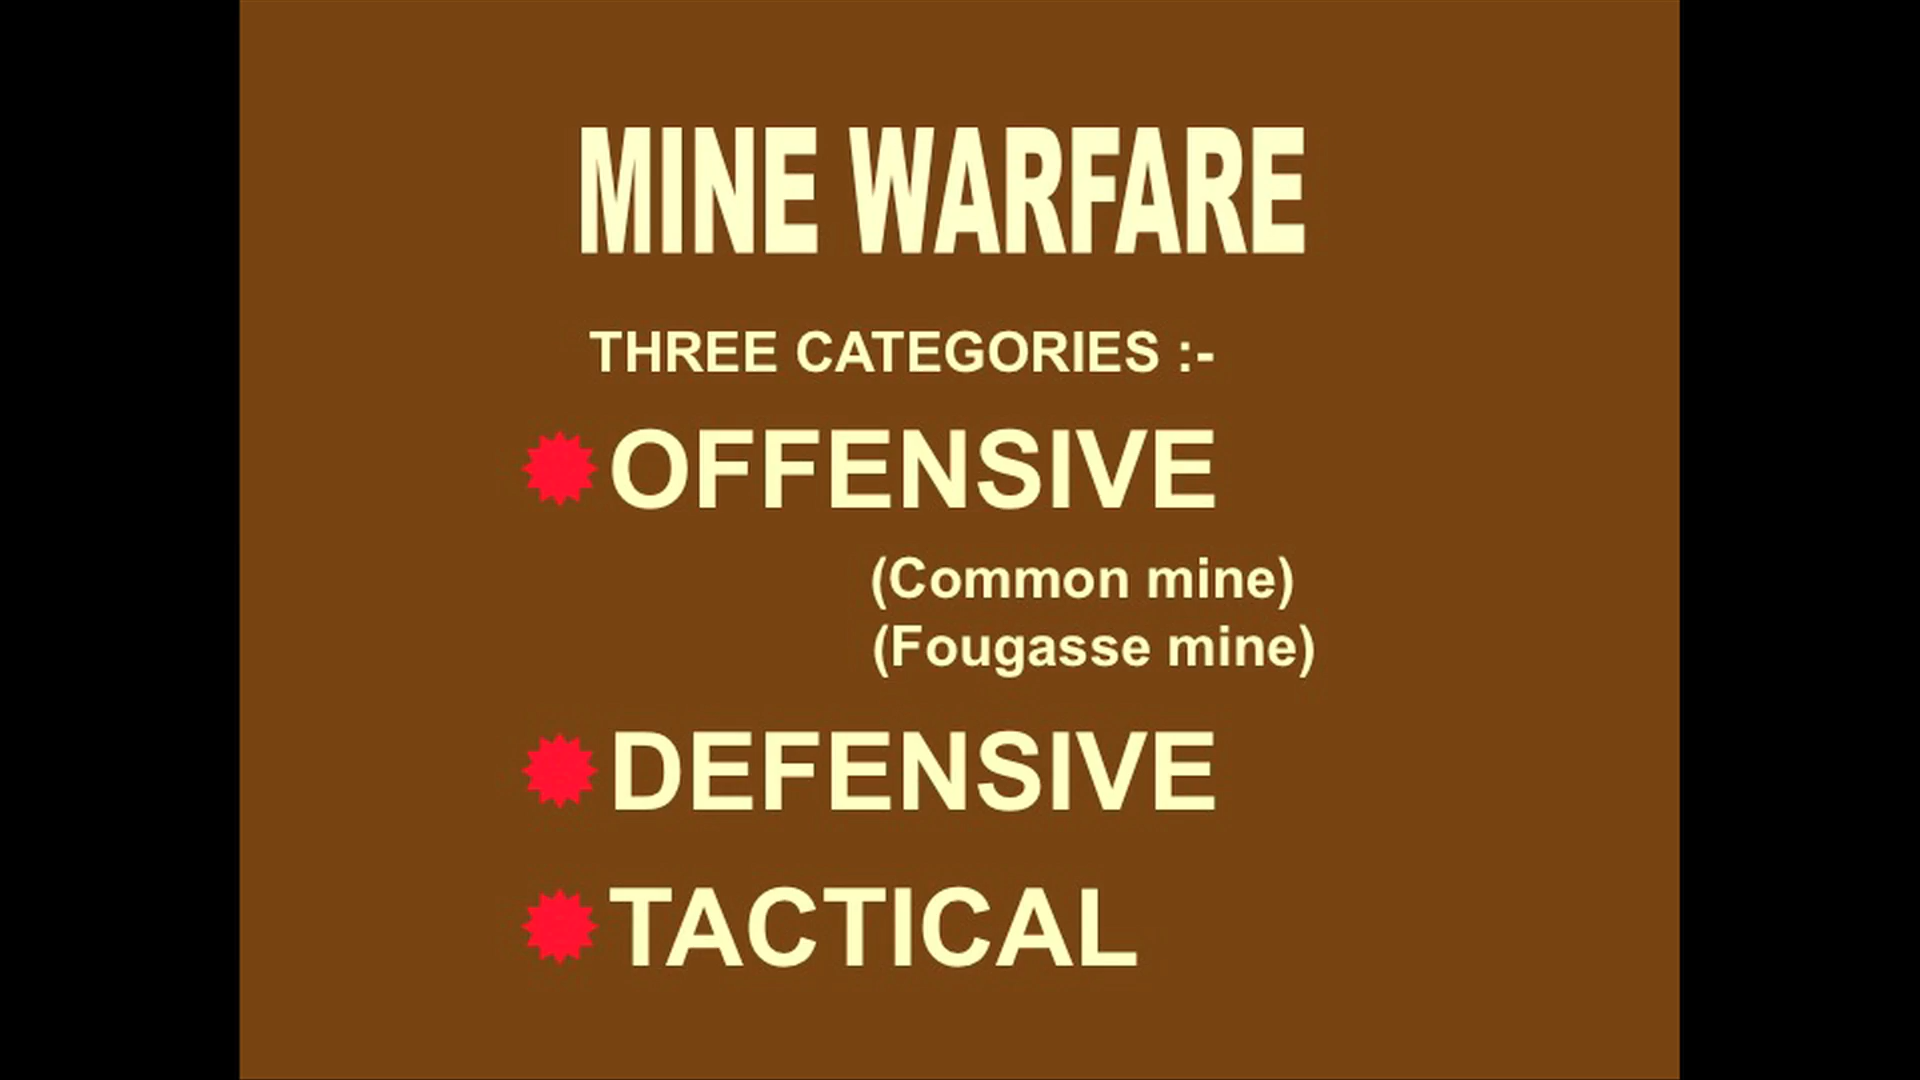 MINE WARFARE
THREE CATEGORIES :-
OFFENSIVE
(Common mine)
(Fougasse mine)
DEFENSIVE
TACTICAL